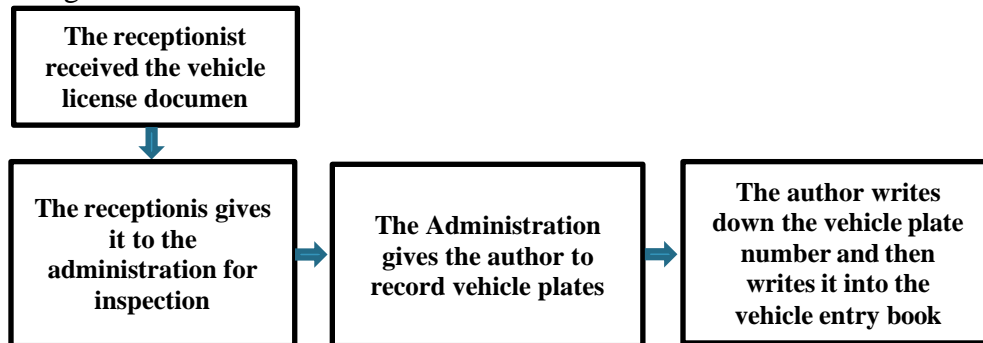 The receptionist
received the vehicle
license documen
The receptionis gives
it to the
administration for
inspection
The Administration
gives the author to
record vehicle plates
The author writes
down the vehicle plate
number and then
writes it into the
vehicle entry book